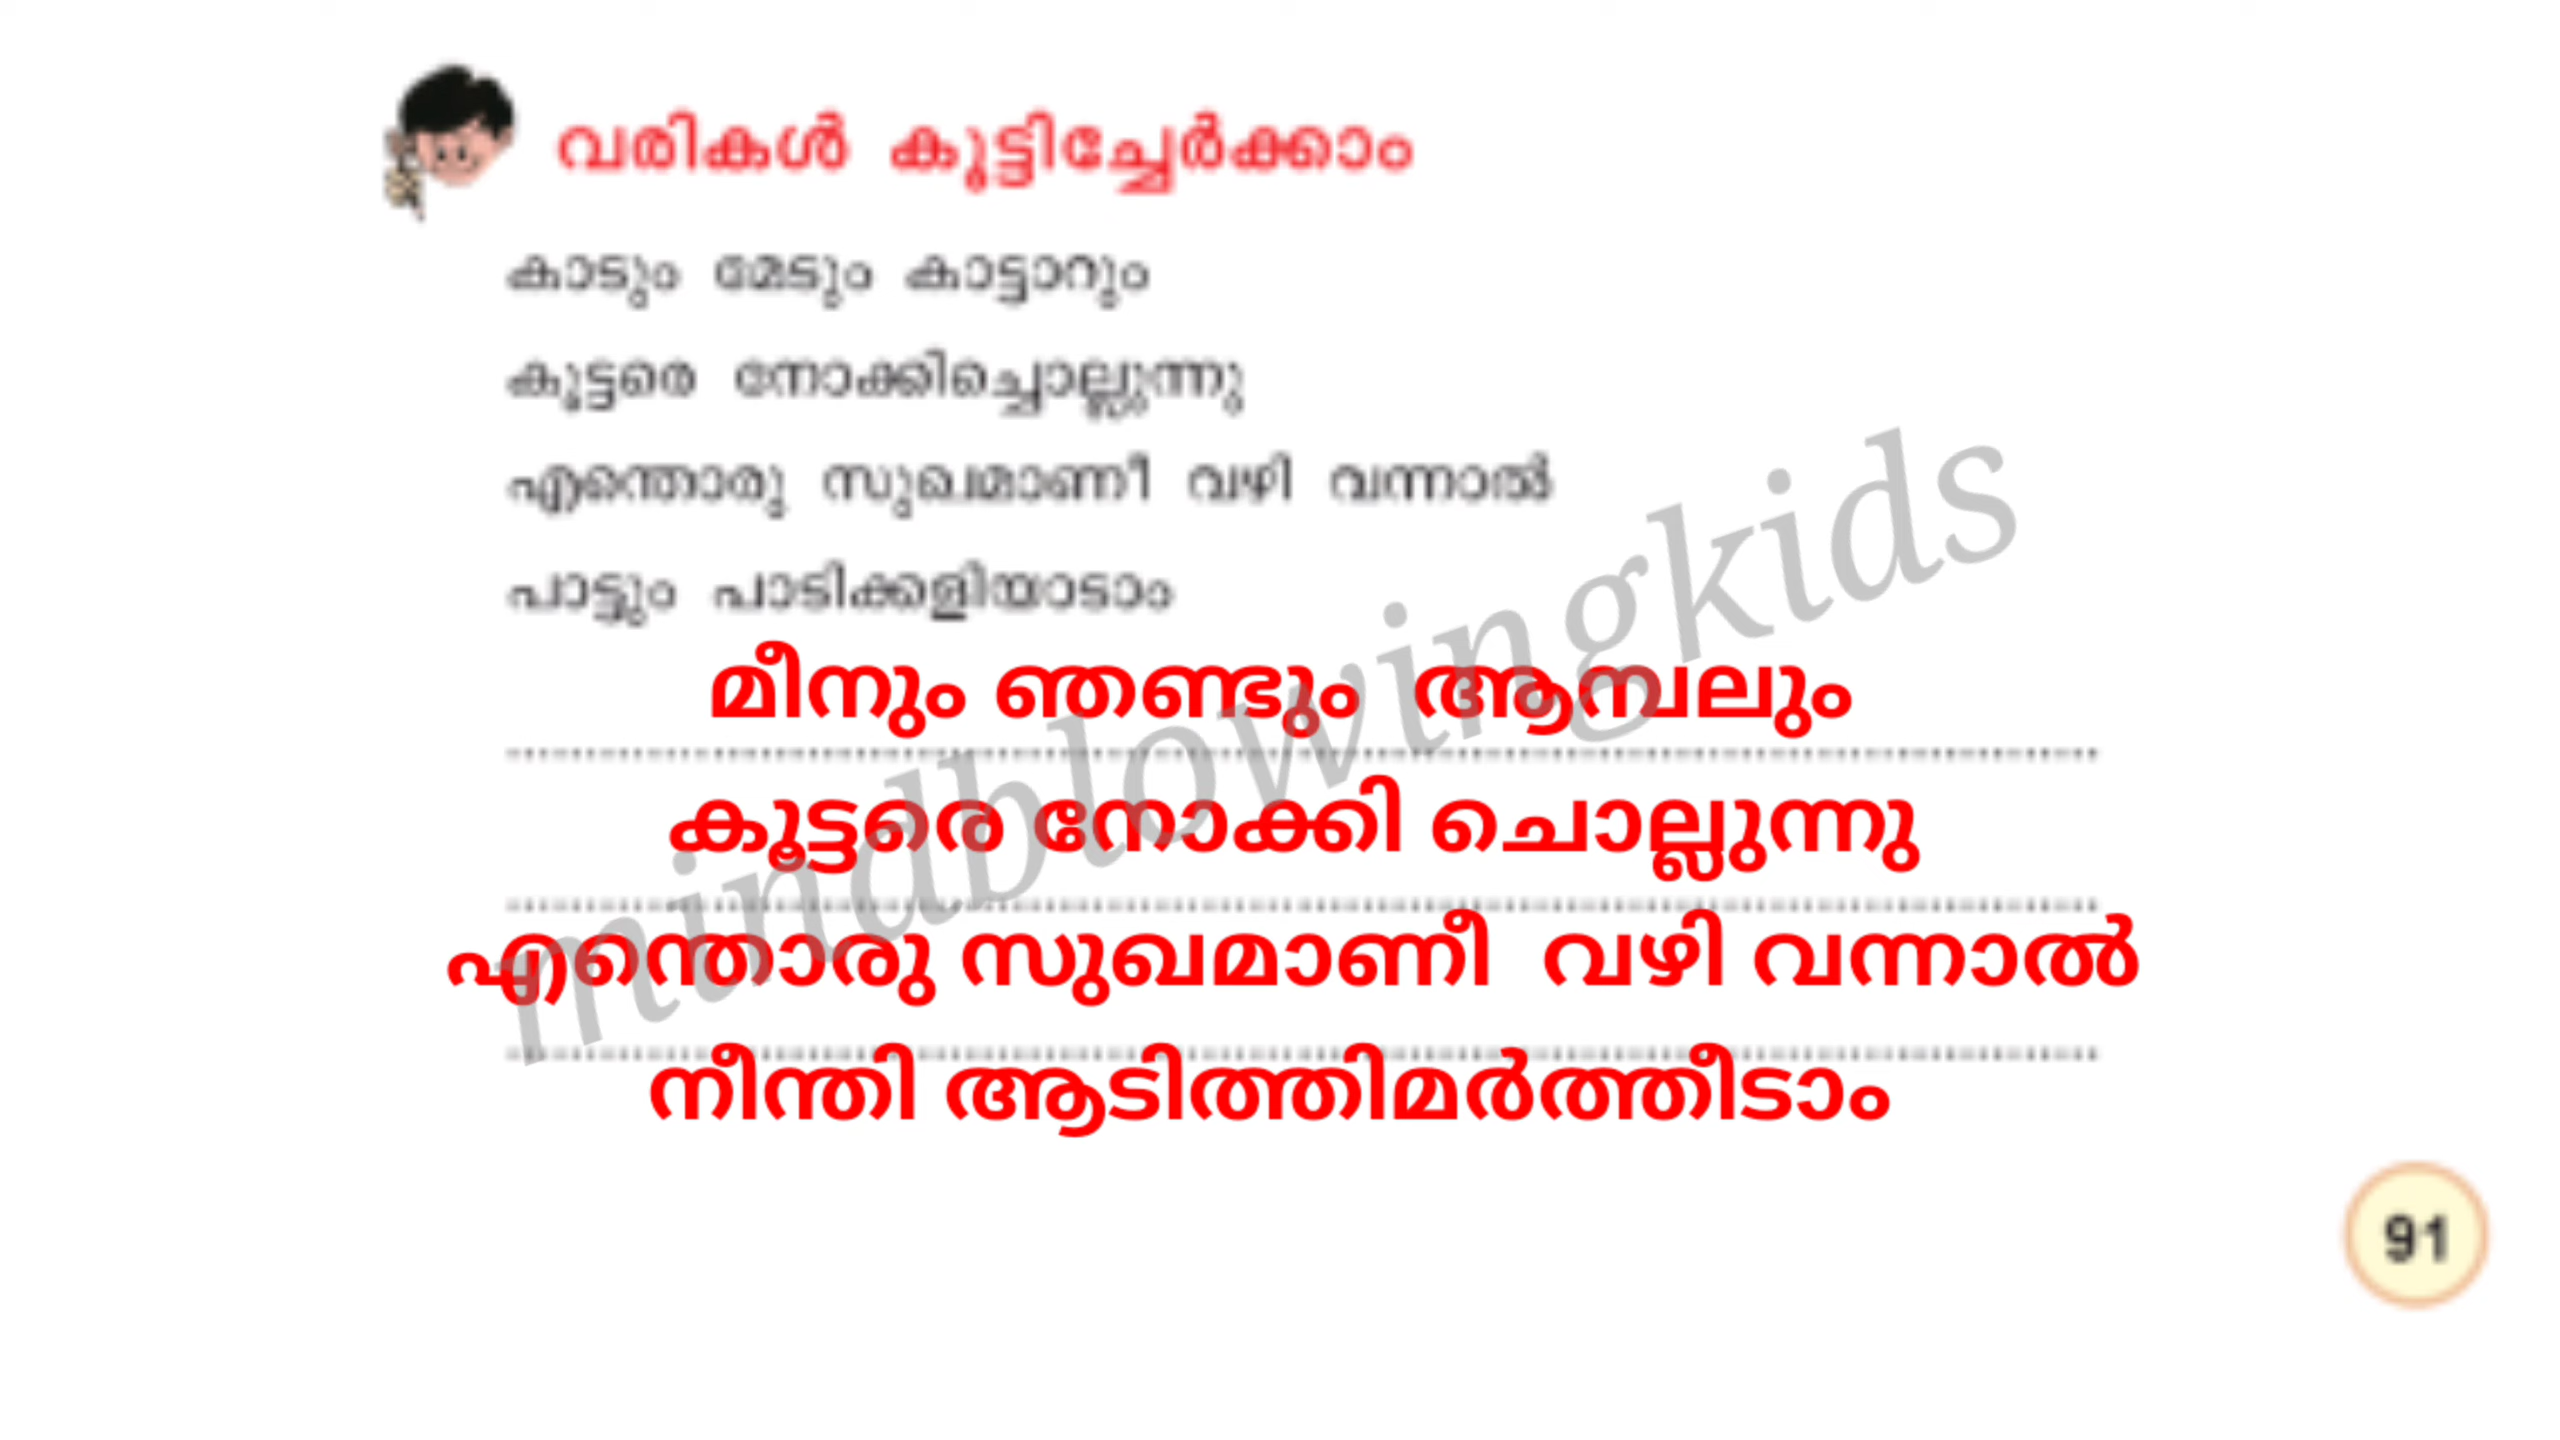 വരികൾ കൂട്ടിച്ചേർക്കാം
കാടും മേടും കാട്ടാറും
കൂട്ടരെ നോക്കിച്ചൊല്ലുന്നു
എന്തൊരു സുഖമാണീ വഴി വന്നാൽ
പാട്ടും പാടിക്കളിയാടാം
മീനും ഞണ്ടും ആമ്പലും
കൂട്ടരെ നോക്കി ചൊല്ലുന്നു
എന്തൊരു സുഖമാണീ വഴി വന്നാൽ
നീന്തി ആടിത്തിമർത്തീടാം
mindblowingkids
91